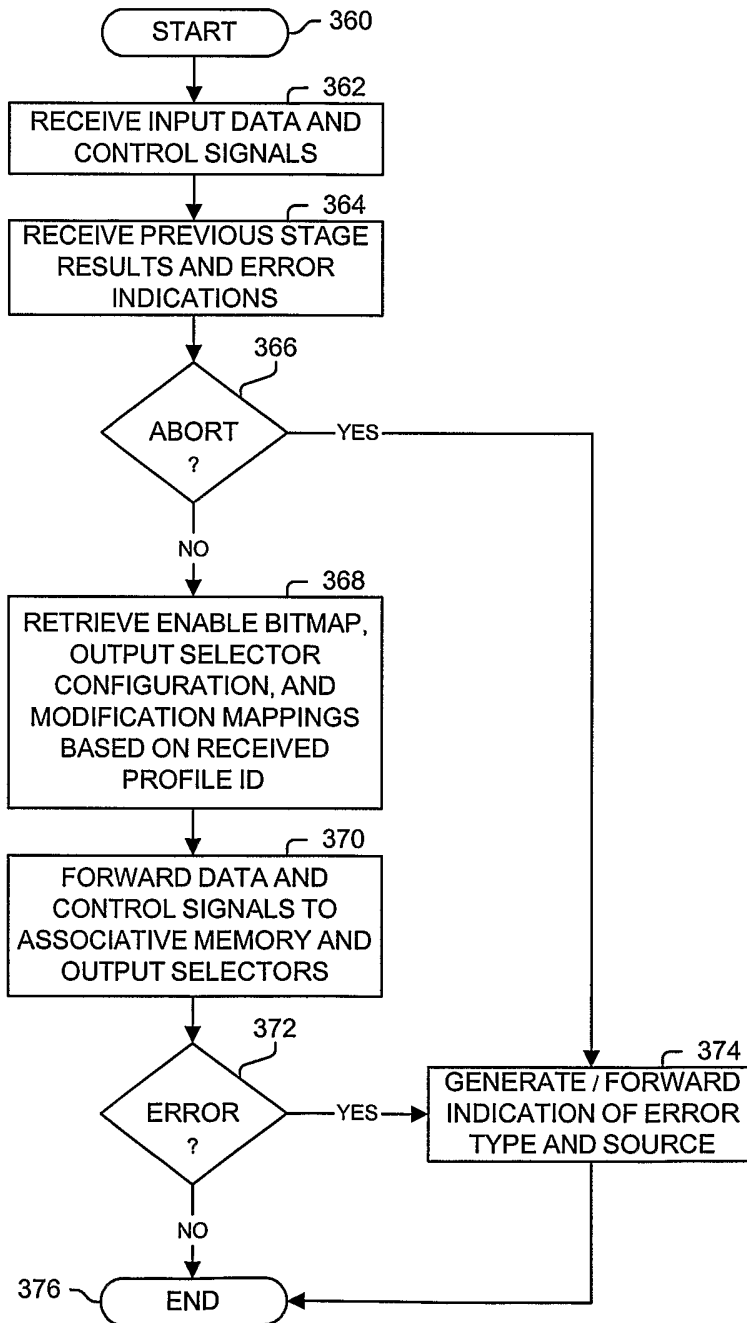 START
360
362
RECEIVE INPUT DATA AND
CONTROL SIGNALS
364
RECEIVE PREVIOUS STAGE
RESULTS AND ERROR
INDICATIONS
366
ABORT
?
YES
NO
368
RETRIEVE ENABLE BITMAP,
OUTPUT SELECTOR
CONFIGURATION, AND
MODIFICATION MAPPINGS
BASED ON RECEIVED
PROFILE ID
370
FORWARD DATA AND
CONTROL SIGNALS TO
ASSOCIATIVE MEMORY AND
OUTPUT SELECTORS
372
ERROR
?
YES
374
GENERATE / FORWARD
INDICATION OF ERROR
TYPE AND SOURCE
NO
376
END